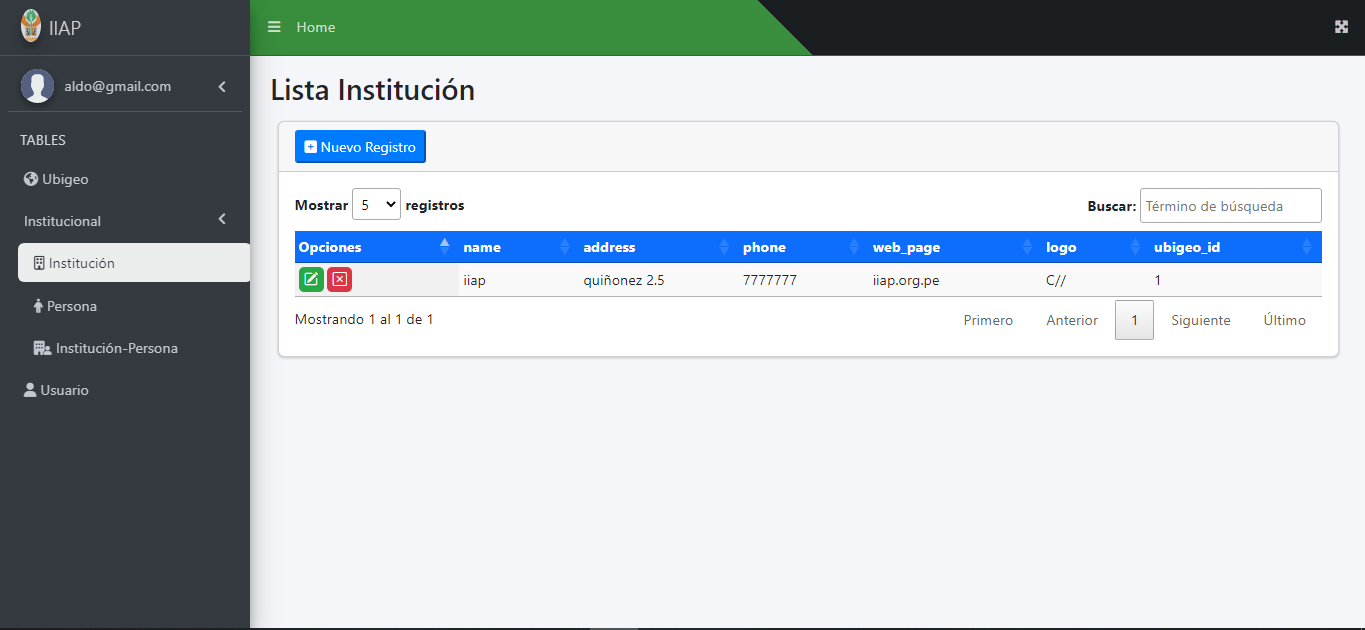 IIAP
Home
aldo@gmail.com
TABLES
Ubigeo
Institucional
Institución
Persona
Institución-Persona
Usuario
Lista Institución
Nuevo Registro
Mostrar 5 registros
Buscar: Término de búsqueda
Opciones name address phone web_page logo ubigeo_id
iiap quiñonez 2.5 7777777 iiap.org.pe C// 1
Mostrando 1 al 1 de 1
Primero Anterior 1 Siguiente Último